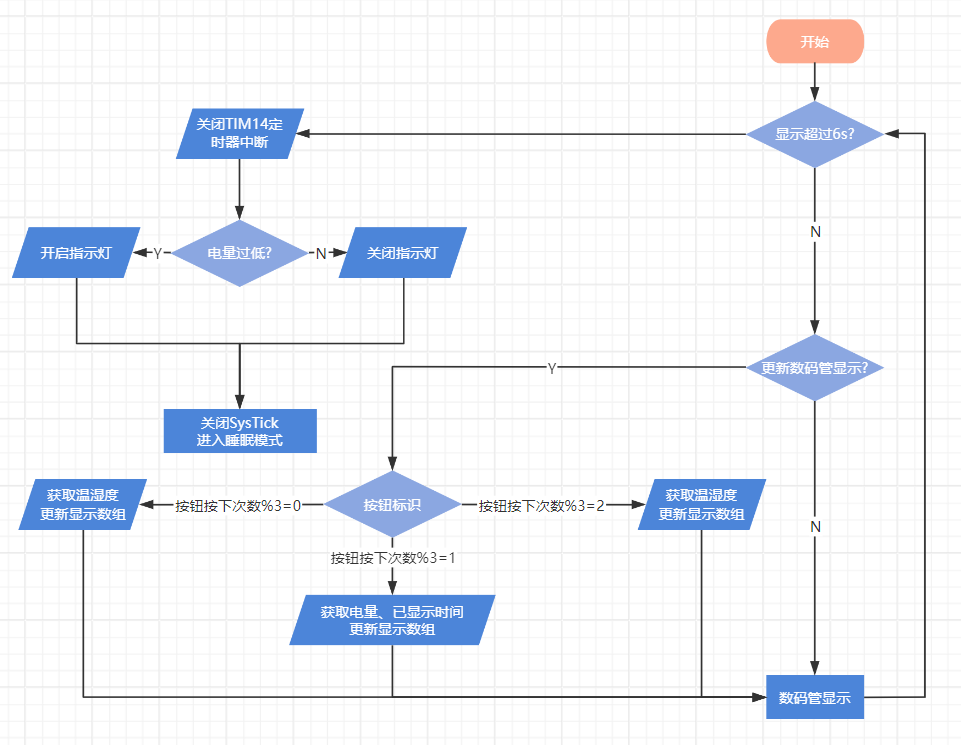 开始
显示超过6s?
关闭TIM14定
时器中断
N
开启指示灯
Y
电量过低?
N
关闭指示灯
Y
更新数码管显示?
关闭SysTick
进入睡眠模式
获取温湿度
更新显示数组
按钮按下次数%3=0
按钮标识
按钮按下次数%3=2
获取温湿度
更新显示数组
N
按钮按下次数%3=1
获取电量、已显示时间
更新显示数组
数码管显示